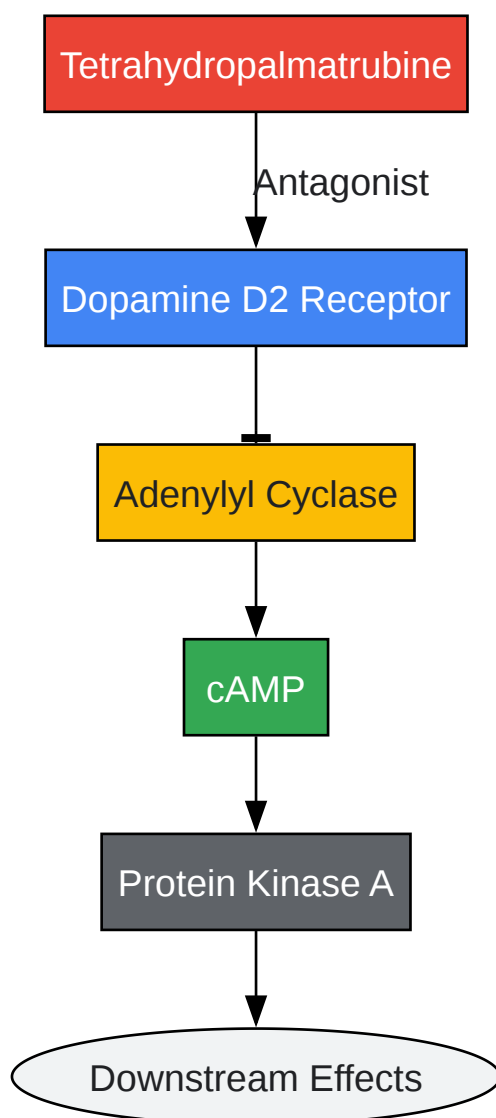 Tetrahydropalmatrubine
Antagonist
Dopamine D2 Receptor
Adenylyl Cyclase
cAMP
Protein Kinase A
Downstream Effects